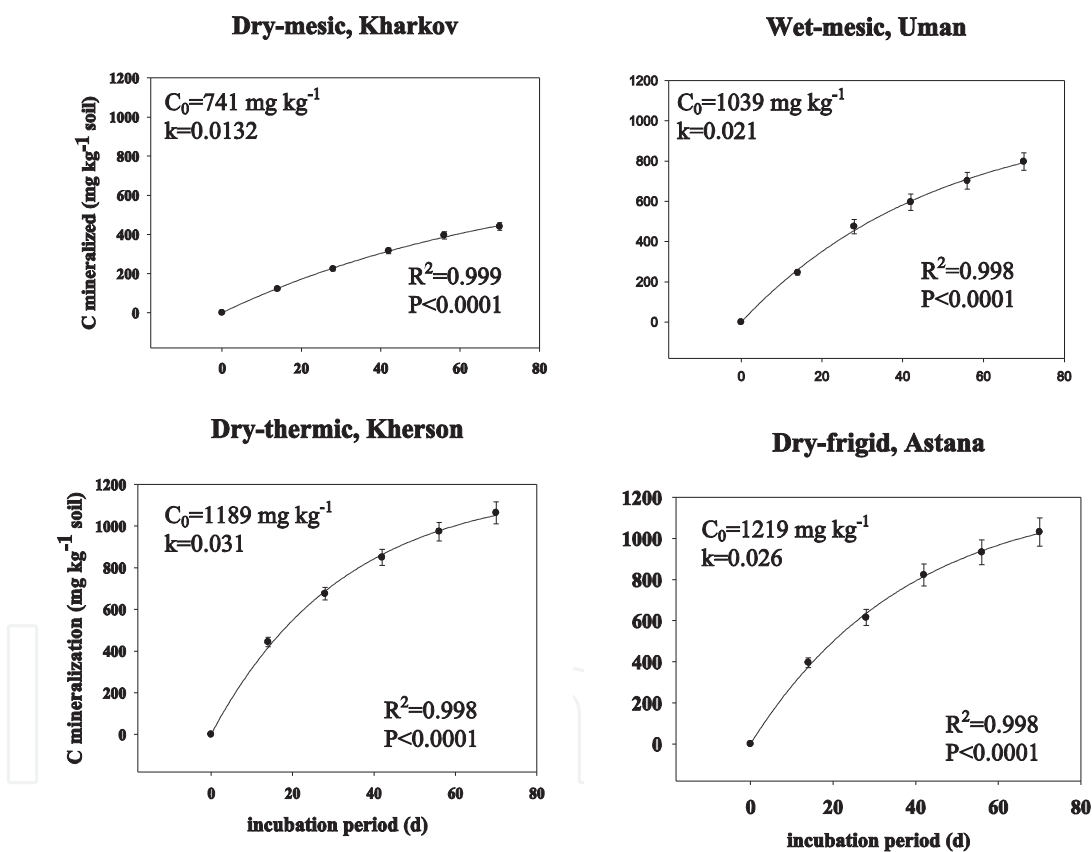 Dry-mesic, Kharkov
C mineralized (mg kg⁻¹ soil)
1200
1000
800
600
400
200
0
C₀=741 mg kg⁻¹
k=0.0132
R²=0.999
P<0.0001
0 20 40 60 80
Wet-mesic, Uman
1200
1000
800
600
400
200
0
C₀=1039 mg kg⁻¹
k=0.021
R²=0.998
P<0.0001
0 20 40 60 80
Dry-thermic, Kherson
C mineralization (mg kg⁻¹ soil)
1200
1000
800
600
400
200
0
C₀=1189 mg kg⁻¹
k=0.031
R²=0.998
P<0.0001
0 20 40 60 80
incubation period (d)
Dry-frigid, Astana
1200
1000
800
600
400
200
0
C₀=1219 mg kg⁻¹
k=0.026
R²=0.998
P<0.0001
0 20 40 60 80
incubation period (d)